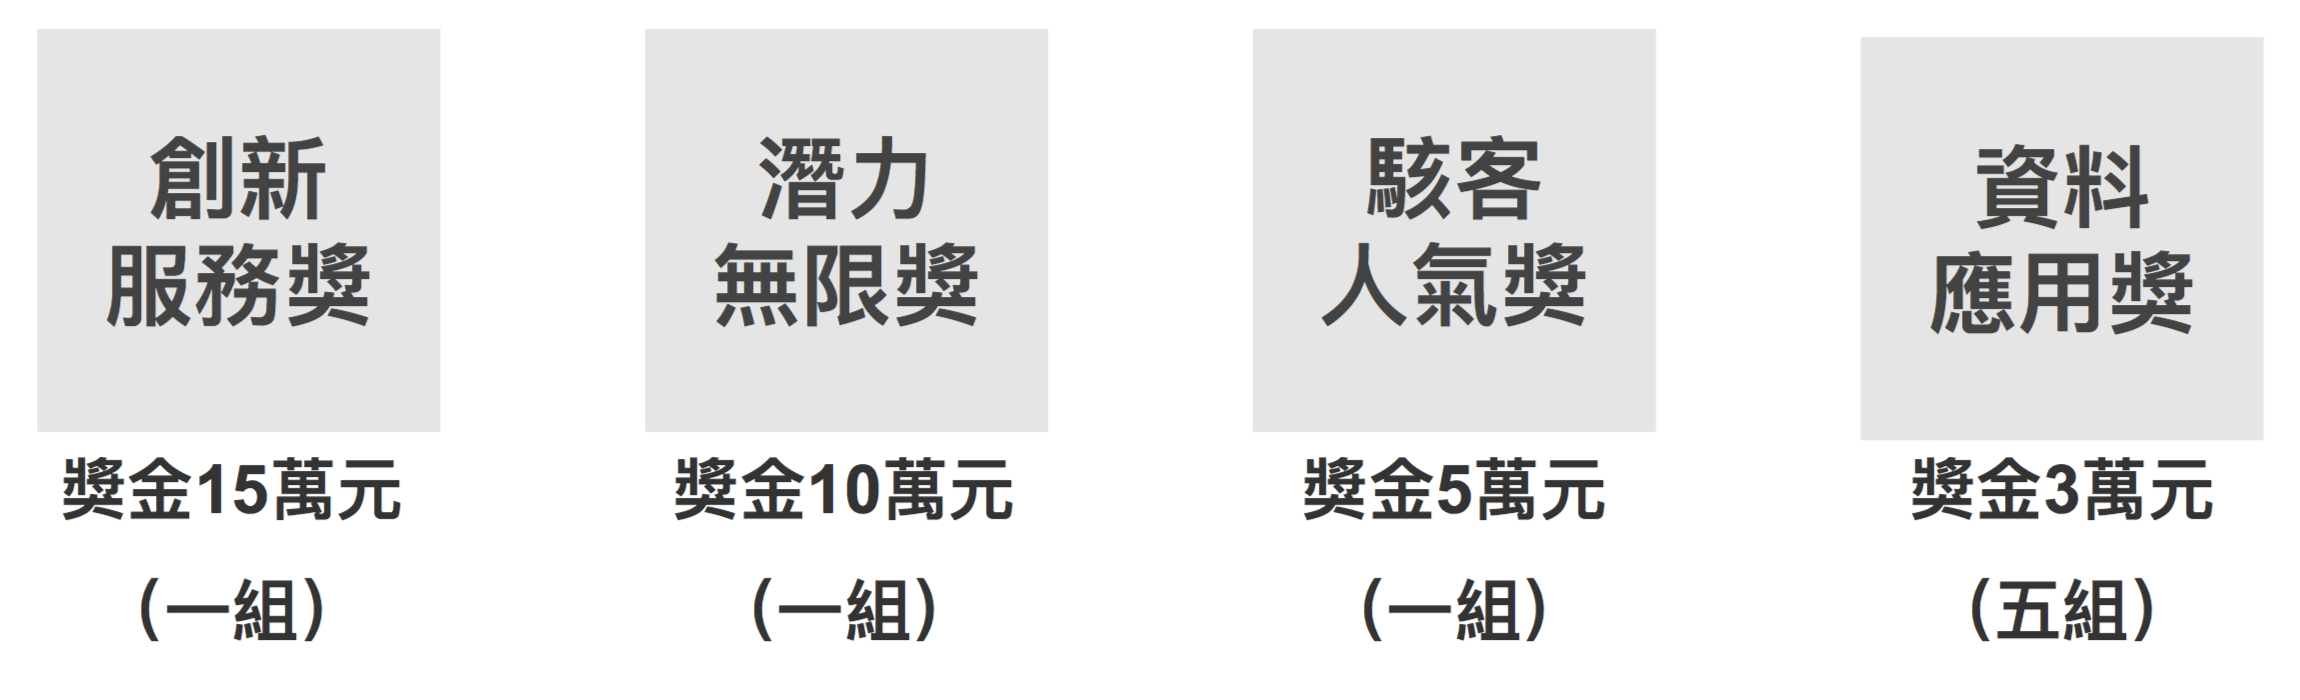 創新
服務獎
獎金15萬元
(一組)
潛力
無限獎
獎金10萬元
(一組)
駭客
人氣獎
獎金5萬元
(一組)
資料
應用獎
獎金3萬元
(五組)